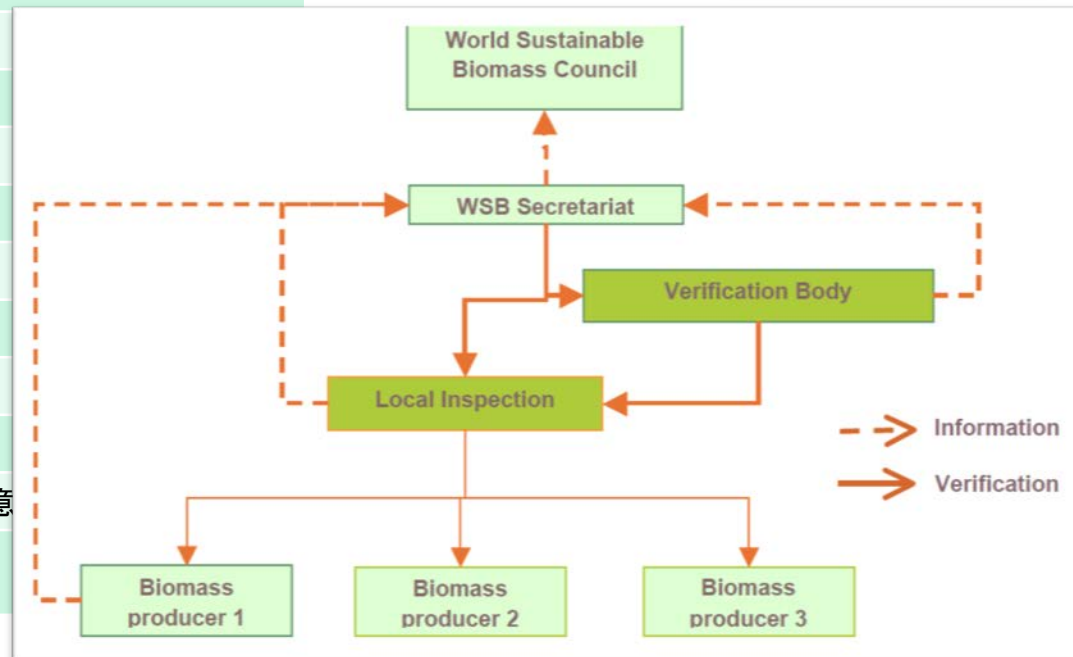 World Sustainable
Biomass Council
WSB Secretariat
Verification Body
Local Inspection
Information
Verification
Biomass
producer 1
Biomass
producer 2
Biomass
producer 3